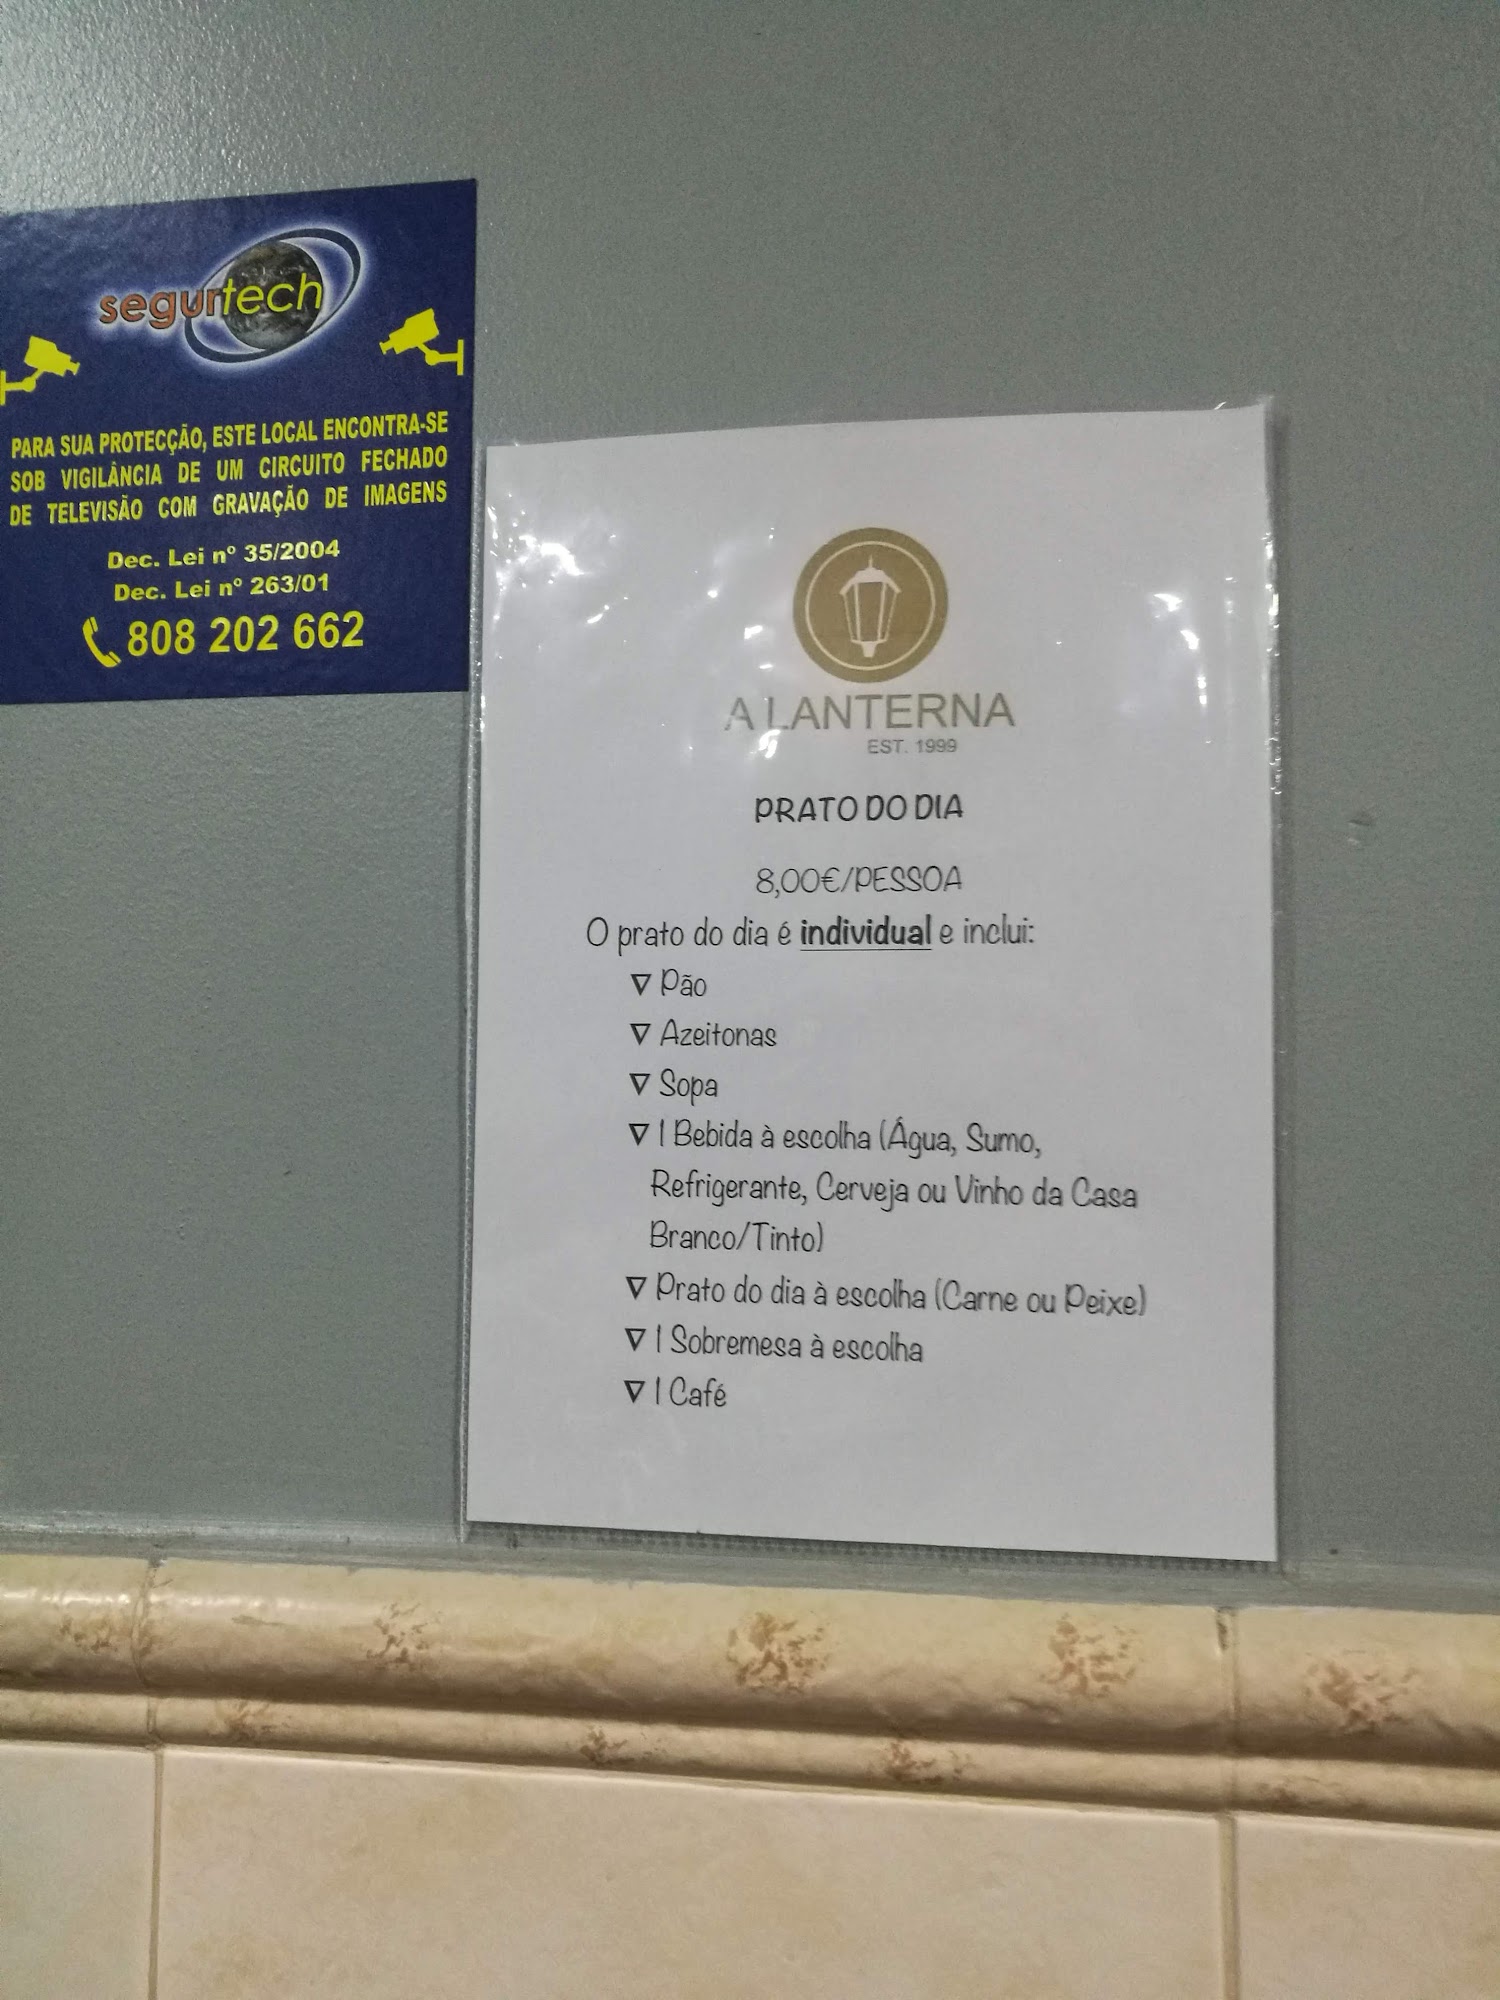 segurtech
PARA SUA PROTECÇÃO, ESTE LOCAL ENCONTRA-SE
SOB VIGILÂNCIA DE UM CIRCUITO FECHADO
DE TELEVISÃO COM GRAVAÇÃO DE IMAGENS
Dec. Lei nº 35/2004
Dec. Lei nº 263/01
808 202 662
A LANTERNA
EST. 1999
PRATO DO DIA
8,00€/PESSOA
O prato do dia é individual e inclui:
∇ Pão
∇ Azeitonas
∇ Sopa
∇ 1 Bebida à escolha (Água, Sumo,
Refrigerante, Cerveja ou Vinho da Casa
Branco/Tinto)
∇ Prato do dia à escolha (Carne ou Peixe)
∇ 1 Sobremesa à escolha
∇ 1 Café